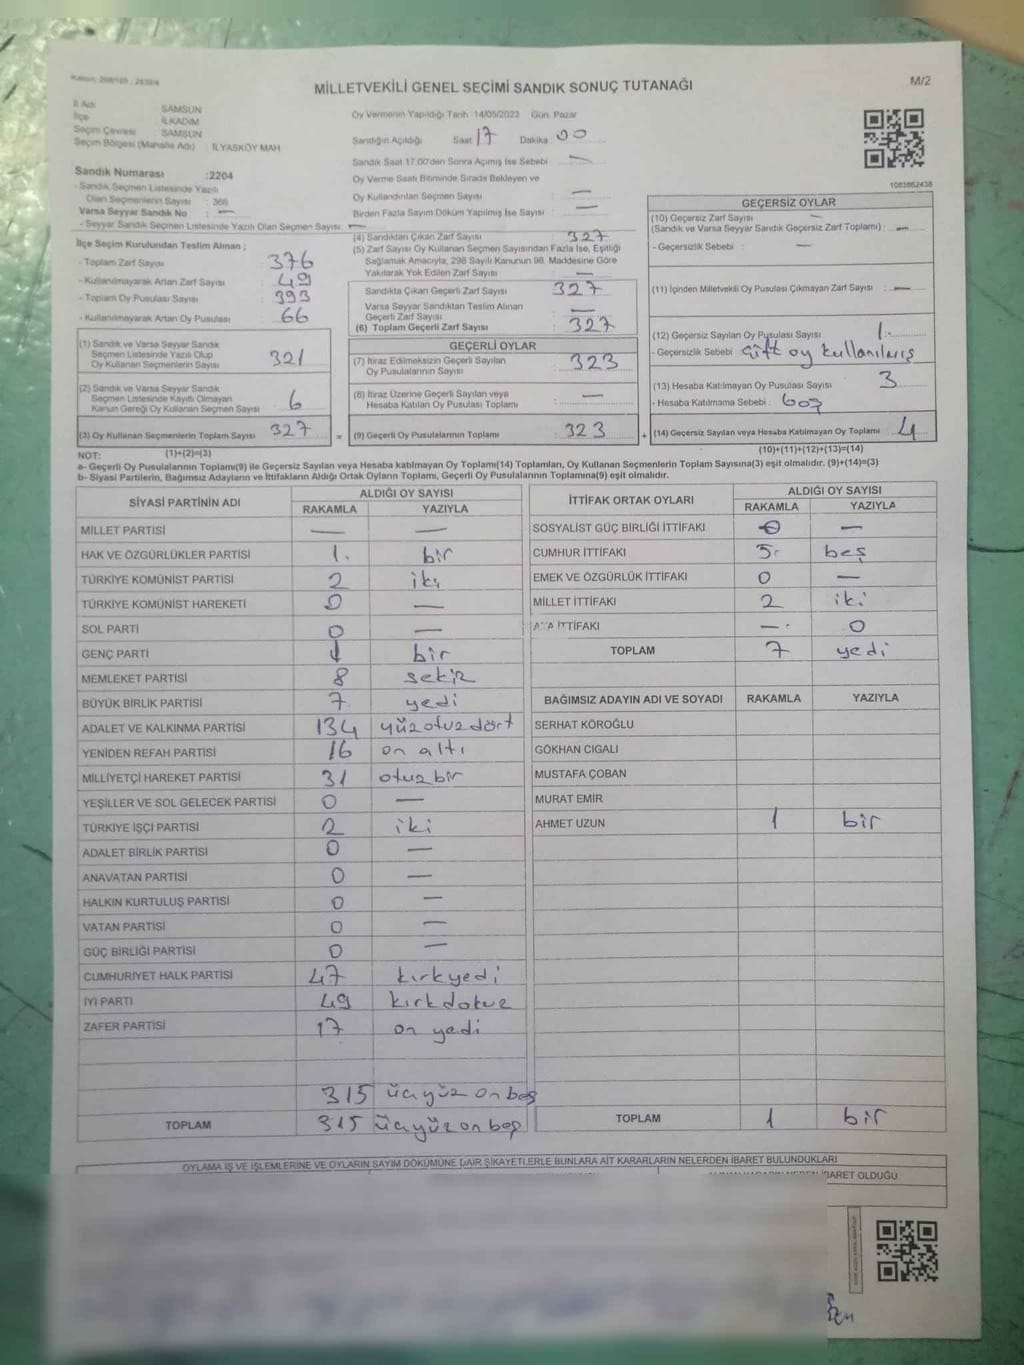 MİLLETVEKİLİ GENEL SEÇİMİ SANDIK SONUÇ TUTANAĞI
M/2
İl Adı SAMSUN
İlçe İLKADIM
Seçim Çevresi SAMSUN
Seçim Bölgesi (Mahalle Adı) : İLYASKÖY MAH
Sandık Numarası :2204
- Sandık Seçmen Listesinde Yazılı
Olan Seçmenlerin Sayısı : 366
Varsa Seyyar Sandık No : —
- Seyyar Sandık Seçmen Listesinde Yazılı Olan Seçmen Sayısı —
Oy Vermenin Yapıldığı Tarih :14/05/2023 Gün: Pazar
Sandığın Açıldığı Saat 17 Dakika 00
Sandık Saat 17:00'den Sonra Açılmış İse Sebebi —
Oy Verme Saati Bitiminde Sırada Bekleyen ve
Oy Kullandırılan Seçmen Sayısı : —
Birden Fazla Sayım Döküm Yapılmış İse Sayısı : —
1083862438
İlçe Seçim Kurulundan Teslim Alınan ;
- Toplam Zarf Sayısı 376
- Kullanılmayarak Artan Zarf Sayısı 49
- Toplam Oy Pusulası Sayısı 393
- Kullanılmayarak Artan Oy Pusulası 66
(1) Sandık ve Varsa Seyyar Sandık
Seçmen Listesinde Yazılı Olup
Oy Kullanan Seçmenlerin Sayısı 321
(2) Sandık ve Varsa Seyyar Sandık
Seçmen Listesinde Kayıtlı Olmayan
Kanun Gereği Oy Kullanan Seçmen Sayısı 6
(3) Oy Kullanan Seçmenlerin Toplam Sayısı 327
(4) Sandıktan Çıkan Zarf Sayısı : 327
(5) Zarf Sayısı Oy Kullanan Seçmen Sayısından Fazla İse, Eşitliği
Sağlamak Amacıyla, 298 Sayılı Kanunun 98. Maddesine Göre
Yakılarak Yok Edilen Zarf Sayısı : —
Sandıkta Çıkan Geçerli Zarf Sayısı 327
Varsa Seyyar Sandıktan Teslim Alınan
Geçerli Zarf Sayısı —
(6) Toplam Geçerli Zarf Sayısı : 327
GEÇERLİ OYLAR
(7) İtiraz Edilmeksizin Geçerli Sayılan
Oy Pusulalarının Sayısı : 323
(8) İtiraz Üzerine Geçerli Sayılan veya
Hesaba Katılan Oy Pusulası Toplamı : —
= (9) Geçerli Oy Pusulalarının Toplamı : 323
GEÇERSİZ OYLAR
(10) Geçersiz Zarf Sayısı —
(Sandık ve Varsa Seyyar Sandık Geçersiz Zarf Toplamı) : —
- Geçersizlik Sebebi : —
(11) İçinden Milletvekili Oy Pusulası Çıkmayan Zarf Sayısı : —
(12) Geçersiz Sayılan Oy Pusulası Sayısı : 1.
- Geçersizlik Sebebi : çift oy kullanılmış
(13) Hesaba Katılmayan Oy Pusulası Sayısı 3
- Hesaba Katılmama Sebebi : boş
+ (14) Geçersiz Sayılan veya Hesaba Katılmayan Oy Toplamı : 4
NOT: (1)+(2)=(3)
(10)+(11)+(12)+(13)=(14)
a- Geçerli Oy Pusulalarının Toplamı(9) ile Geçersiz Sayılan veya Hesaba katılmayan Oy Toplamı(14) Toplamları, Oy Kullanan Seçmenlerin Toplam Sayısına(3) eşit olmalıdır. (9)+(14)=(3)
b- Siyasi Partilerin, Bağımsız Adayların ve İttifakların Aldığı Ortak Oyların Toplamı, Geçerli Oy Pusulalarının Toplamına(9) eşit olmalıdır.
SİYASİ PARTİNİN ADI ALDIĞI OY SAYISI
RAKAMLA YAZIYLA
MİLLET PARTİSİ — —
HAK VE ÖZGÜRLÜKLER PARTİSİ 1. bir
TÜRKİYE KOMÜNİST PARTİSİ 2 iki
TÜRKİYE KOMÜNİST HAREKETİ 0 —
SOL PARTİ 0 —
GENÇ PARTİ 1 bir
MEMLEKET PARTİSİ 8 sekiz
BÜYÜK BİRLİK PARTİSİ 7 yedi
ADALET VE KALKINMA PARTİSİ 134 yüzotuzdört
YENİDEN REFAH PARTİSİ 16 on altı
MİLLİYETÇİ HAREKET PARTİSİ 31 otuzbir
YEŞİLLER VE SOL GELECEK PARTİSİ 0 —
TÜRKİYE İŞÇİ PARTİSİ 2 iki
ADALET BİRLİK PARTİSİ 0 —
ANAVATAN PARTİSİ 0 —
HALKIN KURTULUŞ PARTİSİ 0 —
VATAN PARTİSİ 0 —
GÜÇ BİRLİĞİ PARTİSİ 0 —
CUMHURİYET HALK PARTİSİ 47 kırkyedi
İYİ PARTİ 49 kırkdokuz
ZAFER PARTİSİ 17 on yedi
315 üçyüz onbeş
TOPLAM 315 üçyüz onbeş
İTTİFAK ORTAK OYLARI ALDIĞI OY SAYISI
RAKAMLA YAZIYLA
SOSYALİST GÜÇ BİRLİĞİ İTTİFAKI 0 —
CUMHUR İTTİFAKI 5. beş
EMEK VE ÖZGÜRLÜK İTTİFAKI 0 —
MİLLET İTTİFAKI 2 iki
ATA İTTİFAKI —. 0
TOPLAM 7 yedi
BAĞIMSIZ ADAYIN ADI VE SOYADI RAKAMLA YAZIYLA
SERHAT KÖROĞLU
GÖKHAN CIGALI
MUSTAFA ÇOBAN
MURAT EMİR
AHMET UZUN 1 bir
TOPLAM 1 bir
OYLAMA İŞ VE İŞLEMLERİNE VE OYLARIN SAYIM DÖKÜMÜNE DAİR ŞİKAYETLERLE BUNLARA AİT KARARLARIN NELERDEN İBARET BULUNDUKLARI
İBARET OLDUĞU